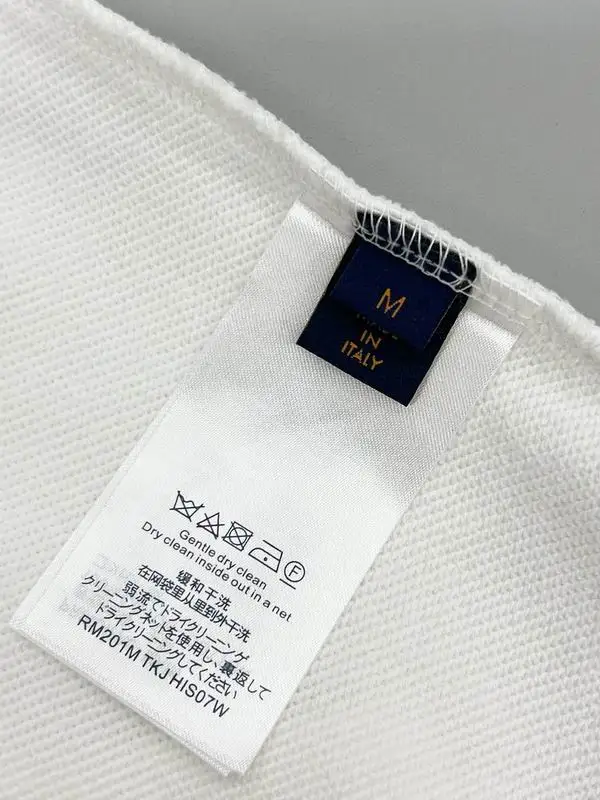 M
IN
ITALY
F
Gentle dry clean
Dry clean inside out in a net
缓和干洗
在网袋里从里到外干洗
弱流でドライクリーニング
クリーニングネットを使用し、裏返して
ドライクリーニングしてください
RM201M TKJ HIS07W